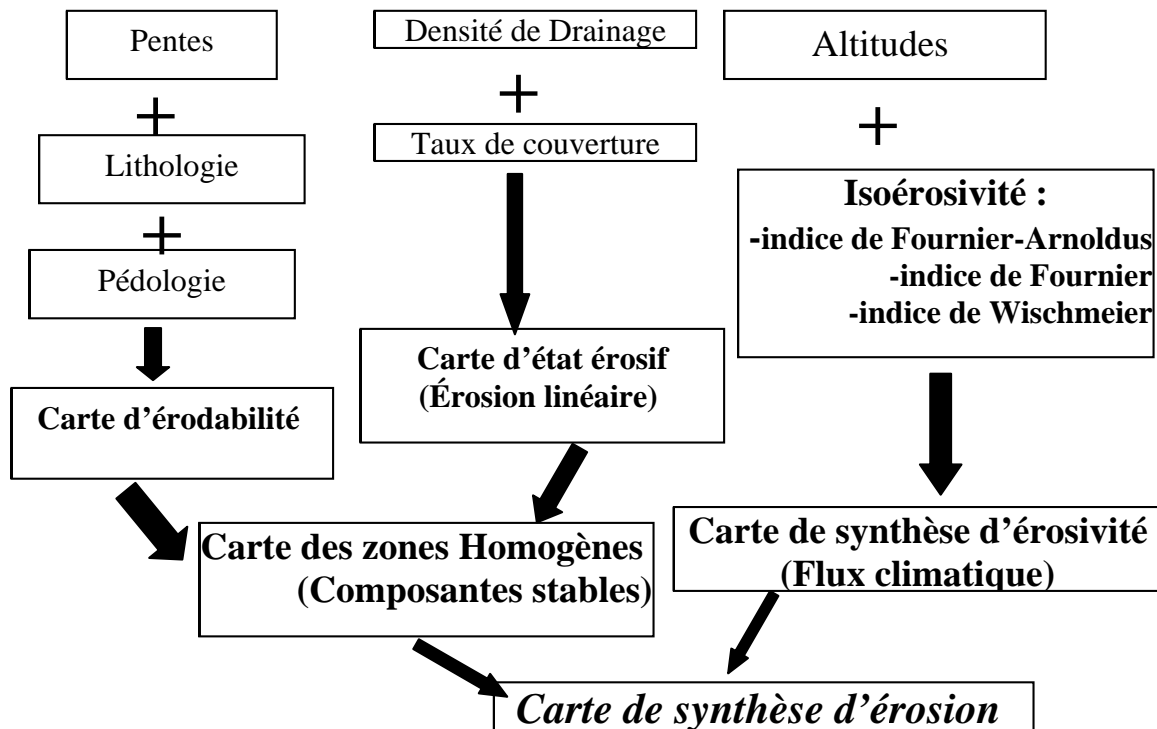 Pentes
+
Lithologie
+
Pédologie
Carte d’érodabilité
Densité de Drainage
+
Taux de couverture
Carte d’état érosif
(Érosion linéaire)
Altitudes
+
Isoérosivité :
-indice de Fournier-Arnoldus
-indice de Fournier
-indice de Wischmeier
Carte des zones Homogènes
(Composantes stables)
Carte de synthèse d’érosivité
(Flux climatique)
Carte de synthèse d’érosion